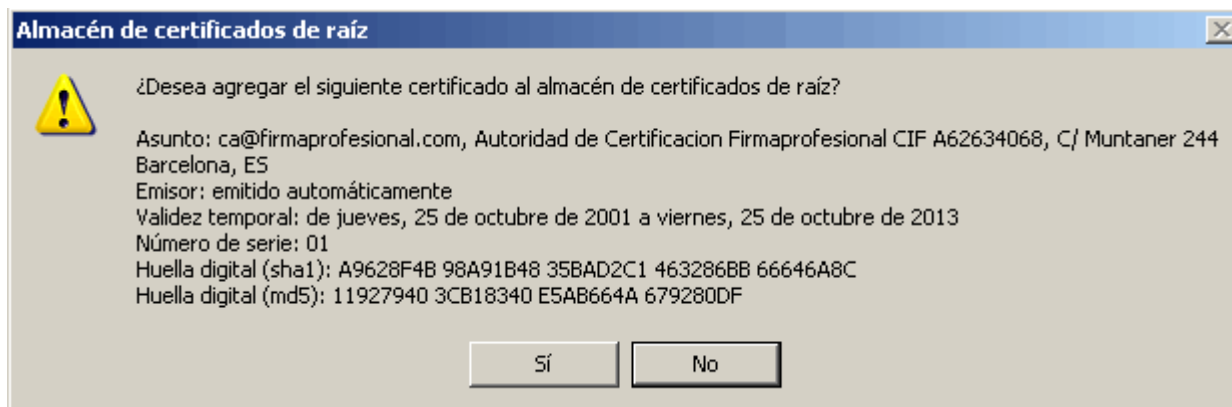 Almacén de certificados de raíz
¿Desea agregar el siguiente certificado al almacén de certificados de raíz?
Asunto: ca@firmaprofesional.com, Autoridad de Certificacion Firmaprofesional CIF A62634068, C/ Muntaner 244
Barcelona, ES
Emisor: emitido automáticamente
Validez temporal: de jueves, 25 de octubre de 2001 a viernes, 25 de octubre de 2013
Número de serie: 01
Huella digital (sha1): A9628F4B 98A91B48 35BAD2C1 463286BB 66646A8C
Huella digital (md5): 11927940 3CB18340 E5AB664A 679280DF
Sí
No